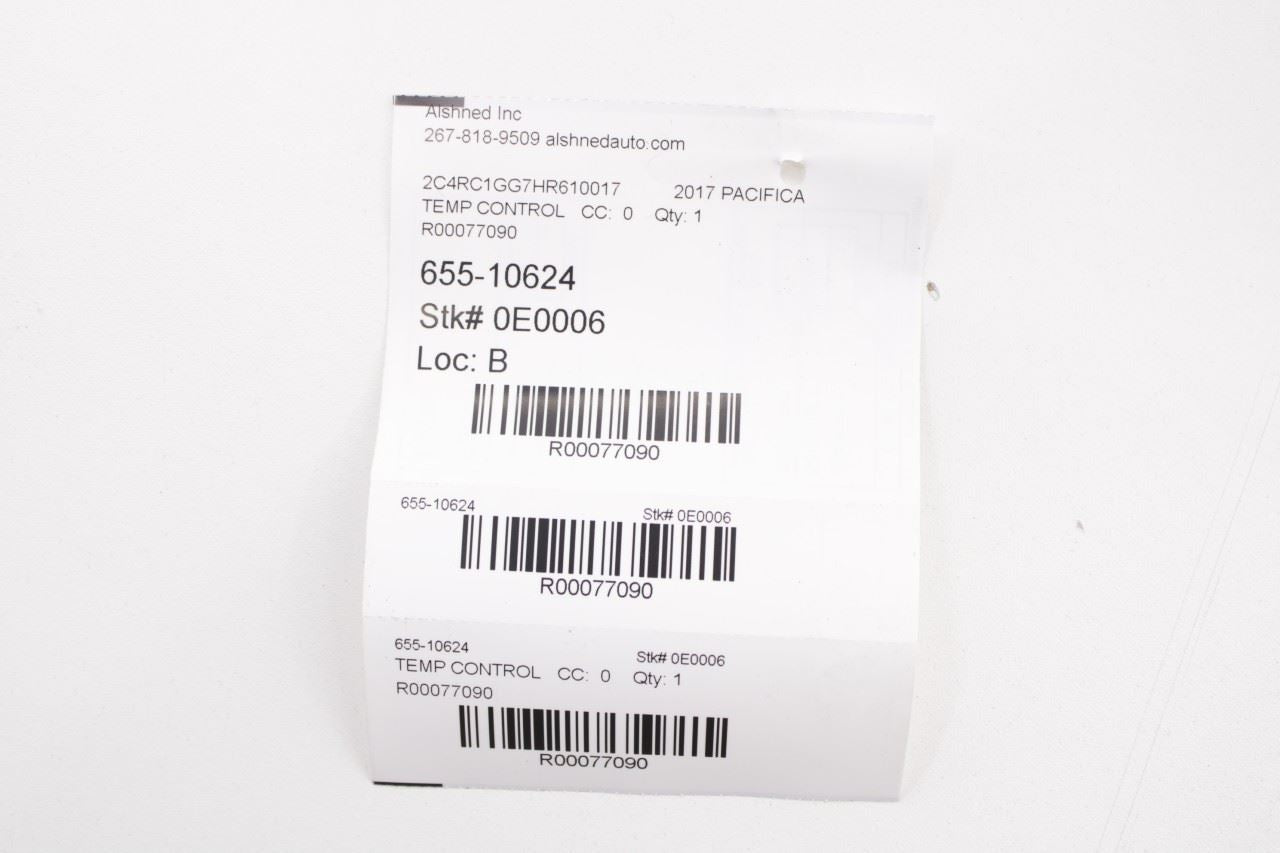 Alshned Inc
267-818-9509 alshnedauto.com
2C4RC1GG7HR610017 2017 PACIFICA
TEMP CONTROL CC: 0 Qty: 1
R00077090
655-10624
Stk# 0E0006
Loc: B
R00077090
655-10624 Stk# 0E0006
R00077090
655-10624 Stk# 0E0006
TEMP CONTROL CC: 0 Qty: 1
R00077090
R00077090